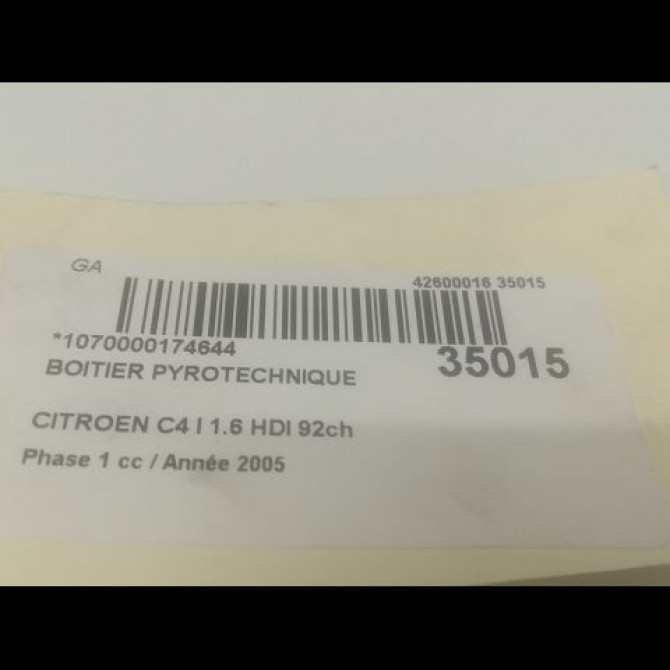 GA
42600016 35015
*1070000174644
35015
BOITIER PYROTECHNIQUE
CITROEN C4 I 1.6 HDI 92ch
Phase 1 cc / Année 2005